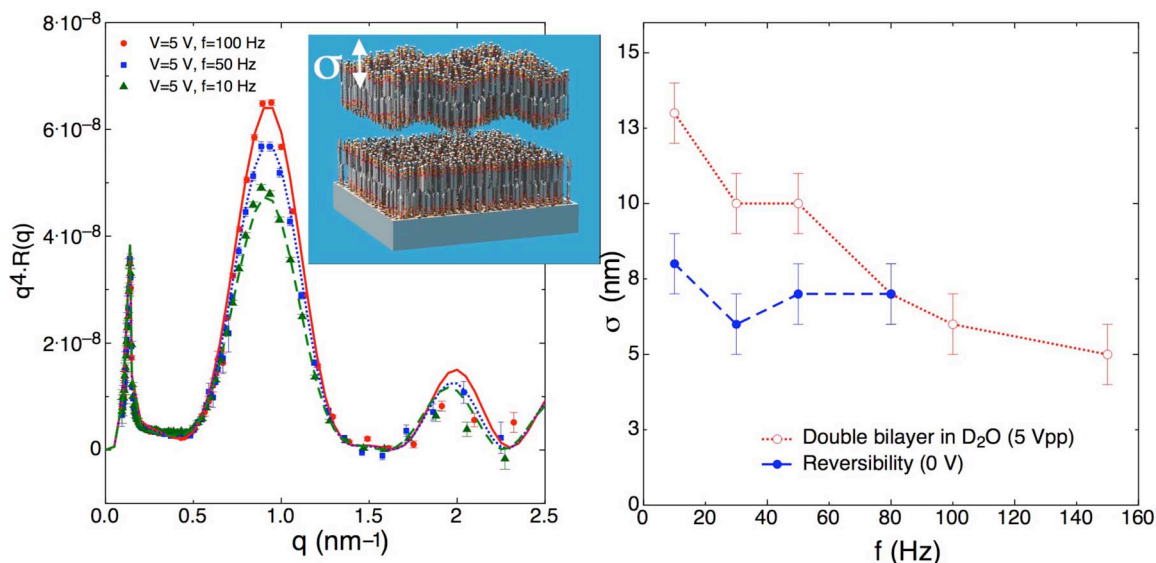 8·10⁻⁸
6·10⁻⁸
4·10⁻⁸
2·10⁻⁸
0
q⁴·R(q)
V=5 V, f=100 Hz
V=5 V, f=50 Hz
V=5 V, f=10 Hz
σ
0.0 0.5 1.0 1.5 2 2.5
q (nm⁻¹)
15
13
10
8
5
3
0
σ (nm)
Double bilayer in D₂O (5 Vpp)
Reversibility (0 V)
0 20 40 60 80 100 120 140 160
f (Hz)